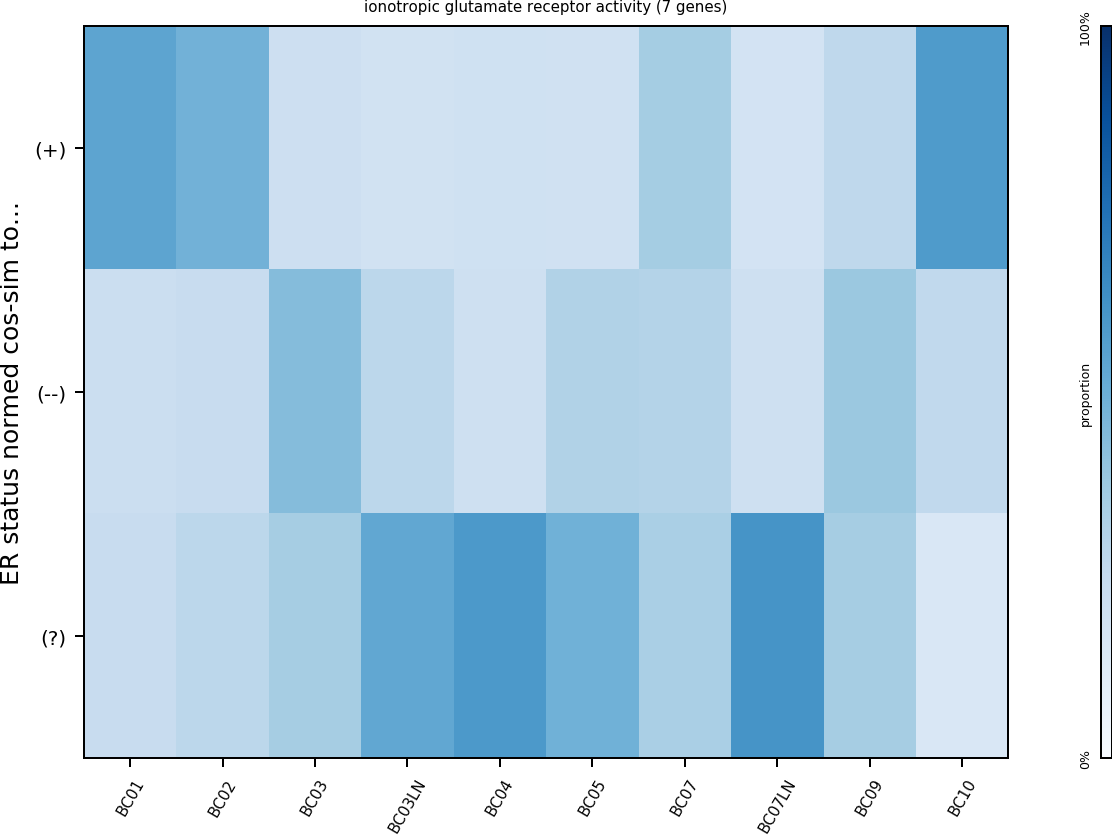 ionotropic glutamate receptor activity (7 genes)
100%
(+)
ER status normed cos-sim to...
(--)
proportion
(?)
0%
BC01
BC02
BC03
BC03LN
BC04
BC05
BC07
BC07LN
BC09
BC10